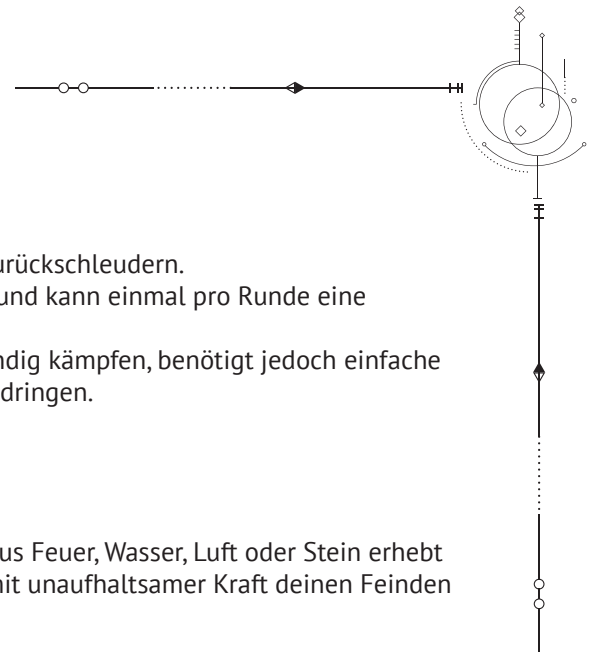 urückschleudern.
und kann einmal pro Runde eine
ndig kämpfen, benötigt jedoch einfache
dringen.
us Feuer, Wasser, Luft oder Stein erhebt
nit unaufhaltsamer Kraft deinen Feinden